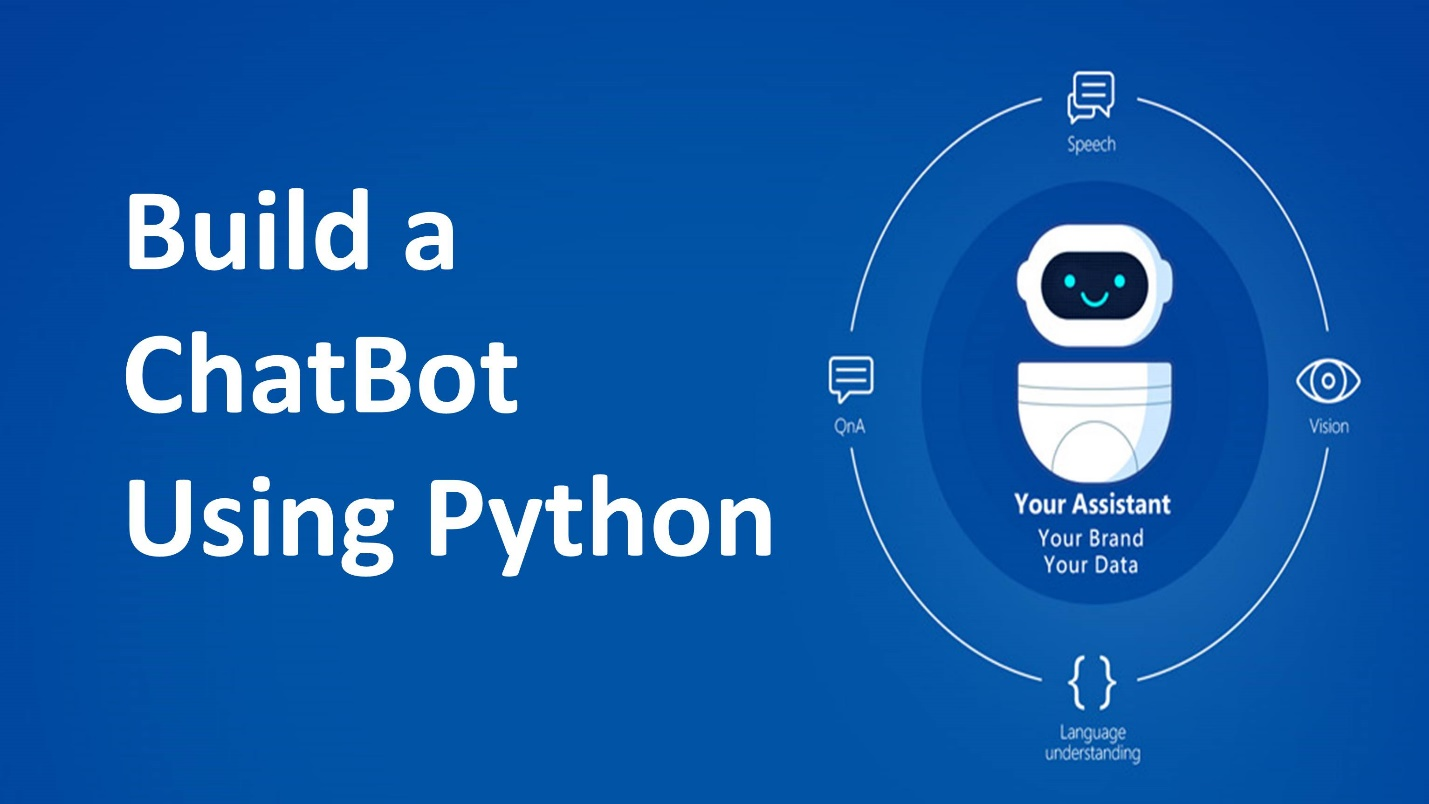 Build a
ChatBot
Using Python
Speech
QnA
Vision
Your Assistant
Your Brand
Your Data
Language
understanding